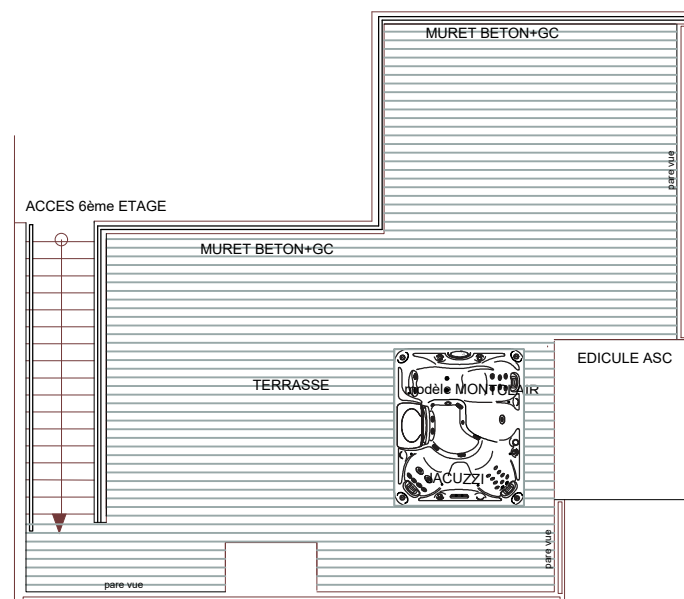 MURET BETON+GC
pare vue
ACCES 6ème ETAGE
MURET BETON+GC
EDICULE ASC
TERRASSE
modèle MONTCLAIR
JACUZZI
pare vue
pare vue